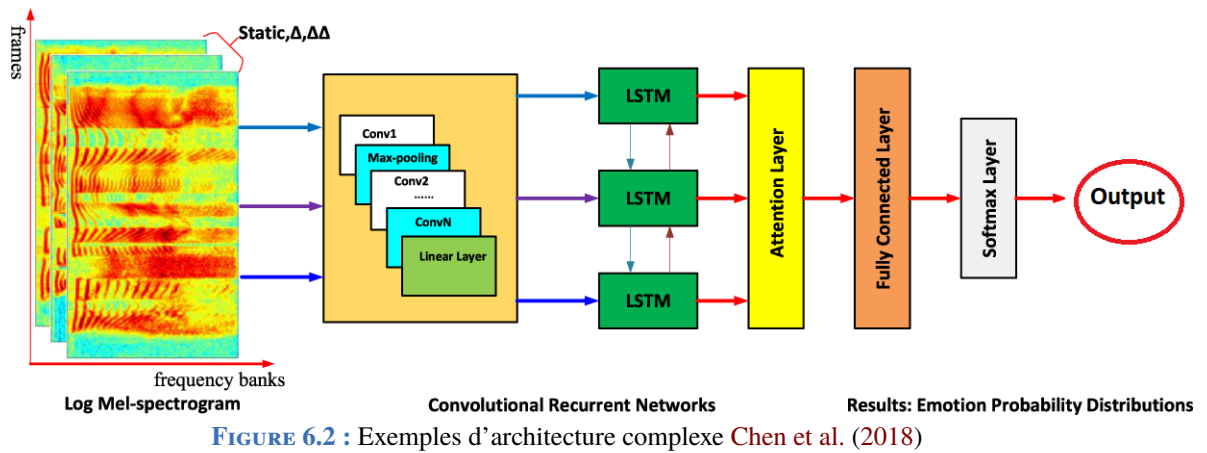 frames
Static,Δ,ΔΔ
frequency banks
Log Mel-spectrogram
Conv1
Max-pooling
Conv2
......
ConvN
Linear Layer
LSTM
LSTM
LSTM
Convolutional Recurrent Networks
Attention Layer
Fully Connected Layer
Softmax Layer
Output
Results: Emotion Probability Distributions
FIGURE 6.2 : Exemples d’architecture complexe Chen et al. (2018)